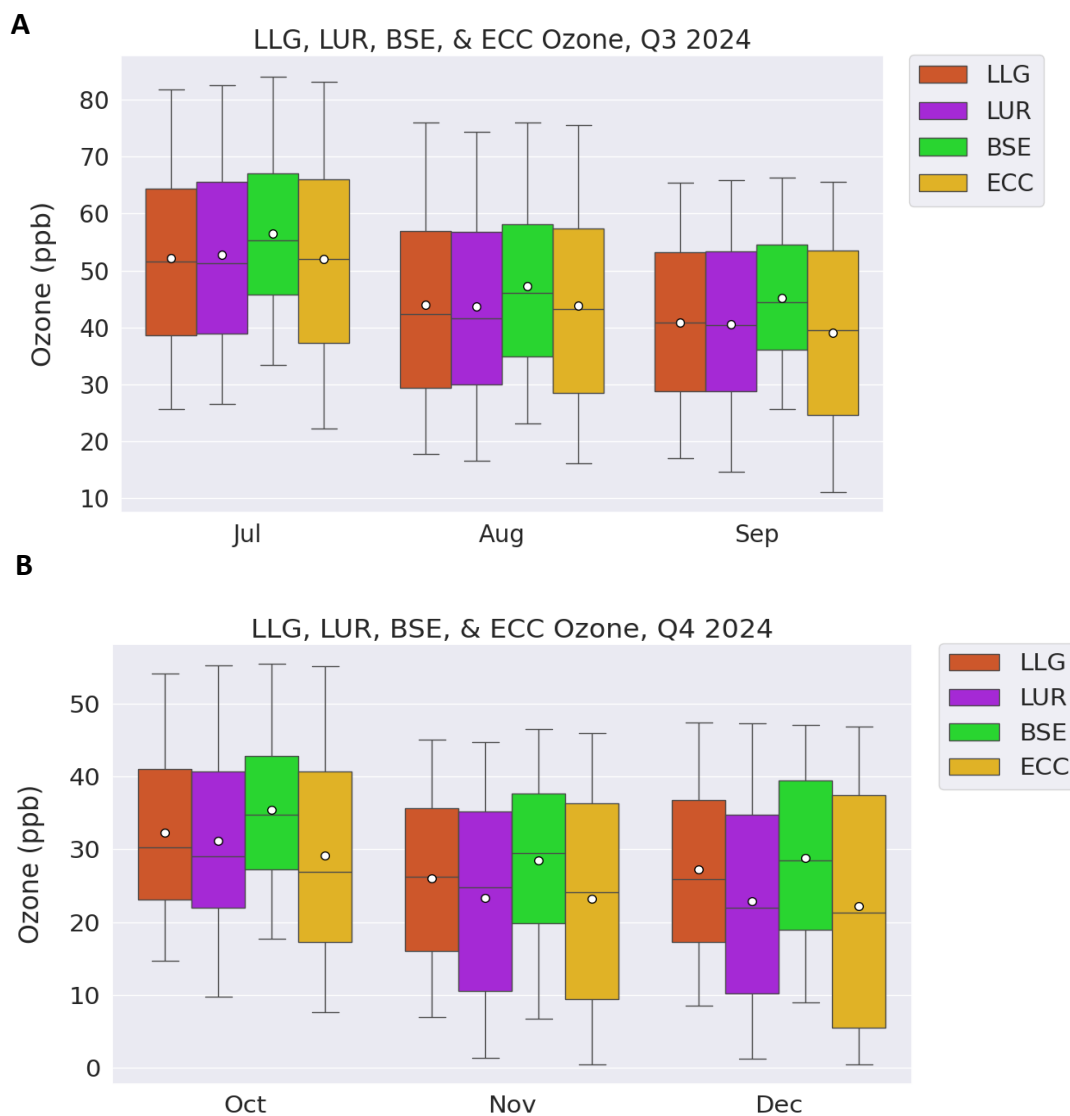 A
LLG, LUR, BSE, & ECC Ozone, Q3 2024
Ozone (ppb)
80
70
60
50
40
30
20
10
Jul Aug Sep
LLG
LUR
BSE
ECC
B
LLG, LUR, BSE, & ECC Ozone, Q4 2024
Ozone (ppb)
50
40
30
20
10
0
Oct Nov Dec
LLG
LUR
BSE
ECC